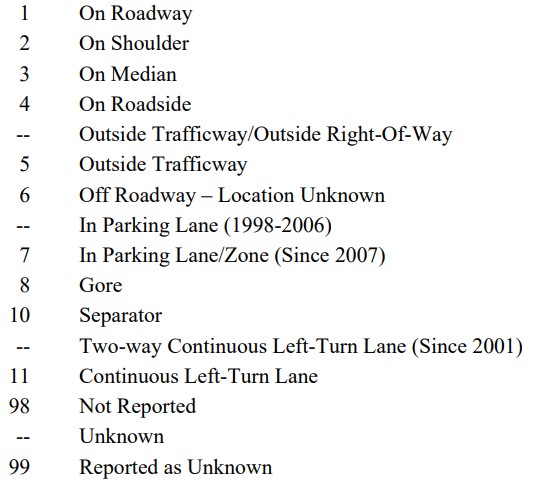 1 On Roadway
2 On Shoulder
3 On Median
4 On Roadside
-- Outside Trafficway/Outside Right-Of-Way
5 Outside Trafficway
6 Off Roadway – Location Unknown
-- In Parking Lane (1998-2006)
7 In Parking Lane/Zone (Since 2007)
8 Gore
10 Separator
-- Two-way Continuous Left-Turn Lane (Since 2001)
11 Continuous Left-Turn Lane
98 Not Reported
-- Unknown
99 Reported as Unknown